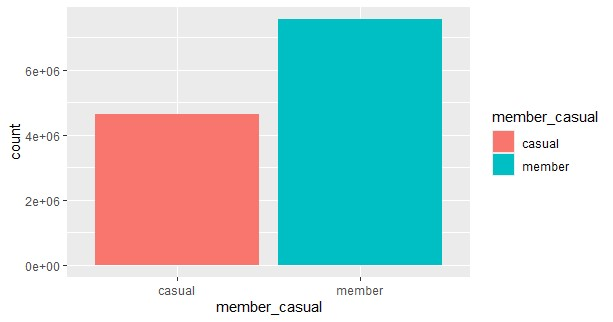 6e+06
4e+06
2e+06
0e+00
count
casual
member
member_casual
member_casual
casual
member